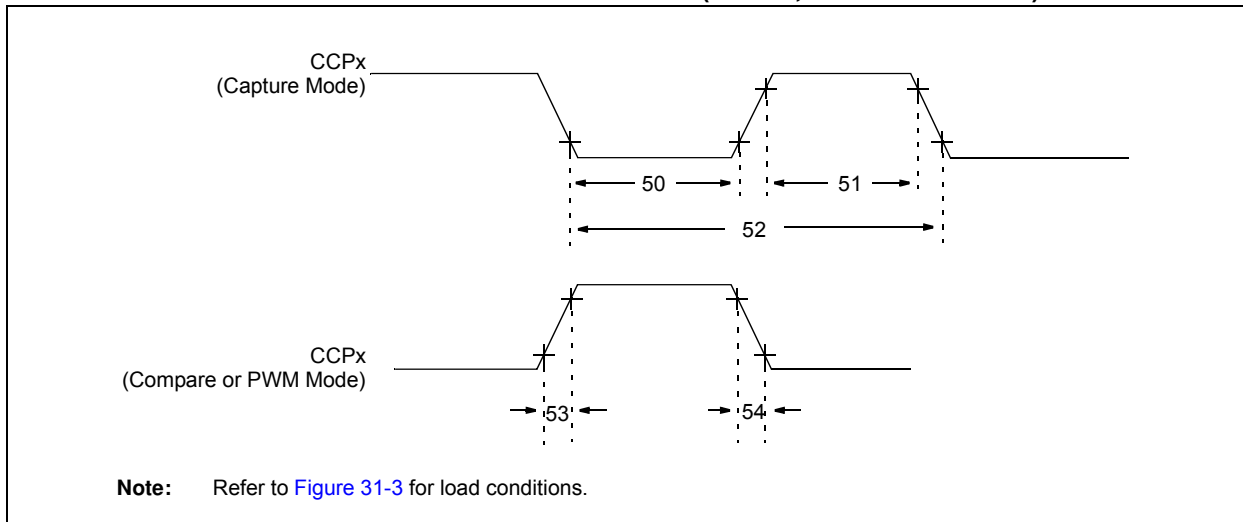 CCPx
(Capture Mode)
50
51
52
CCPx
(Compare or PWM Mode)
53
54
Note: Refer to Figure 31-3 for load conditions.